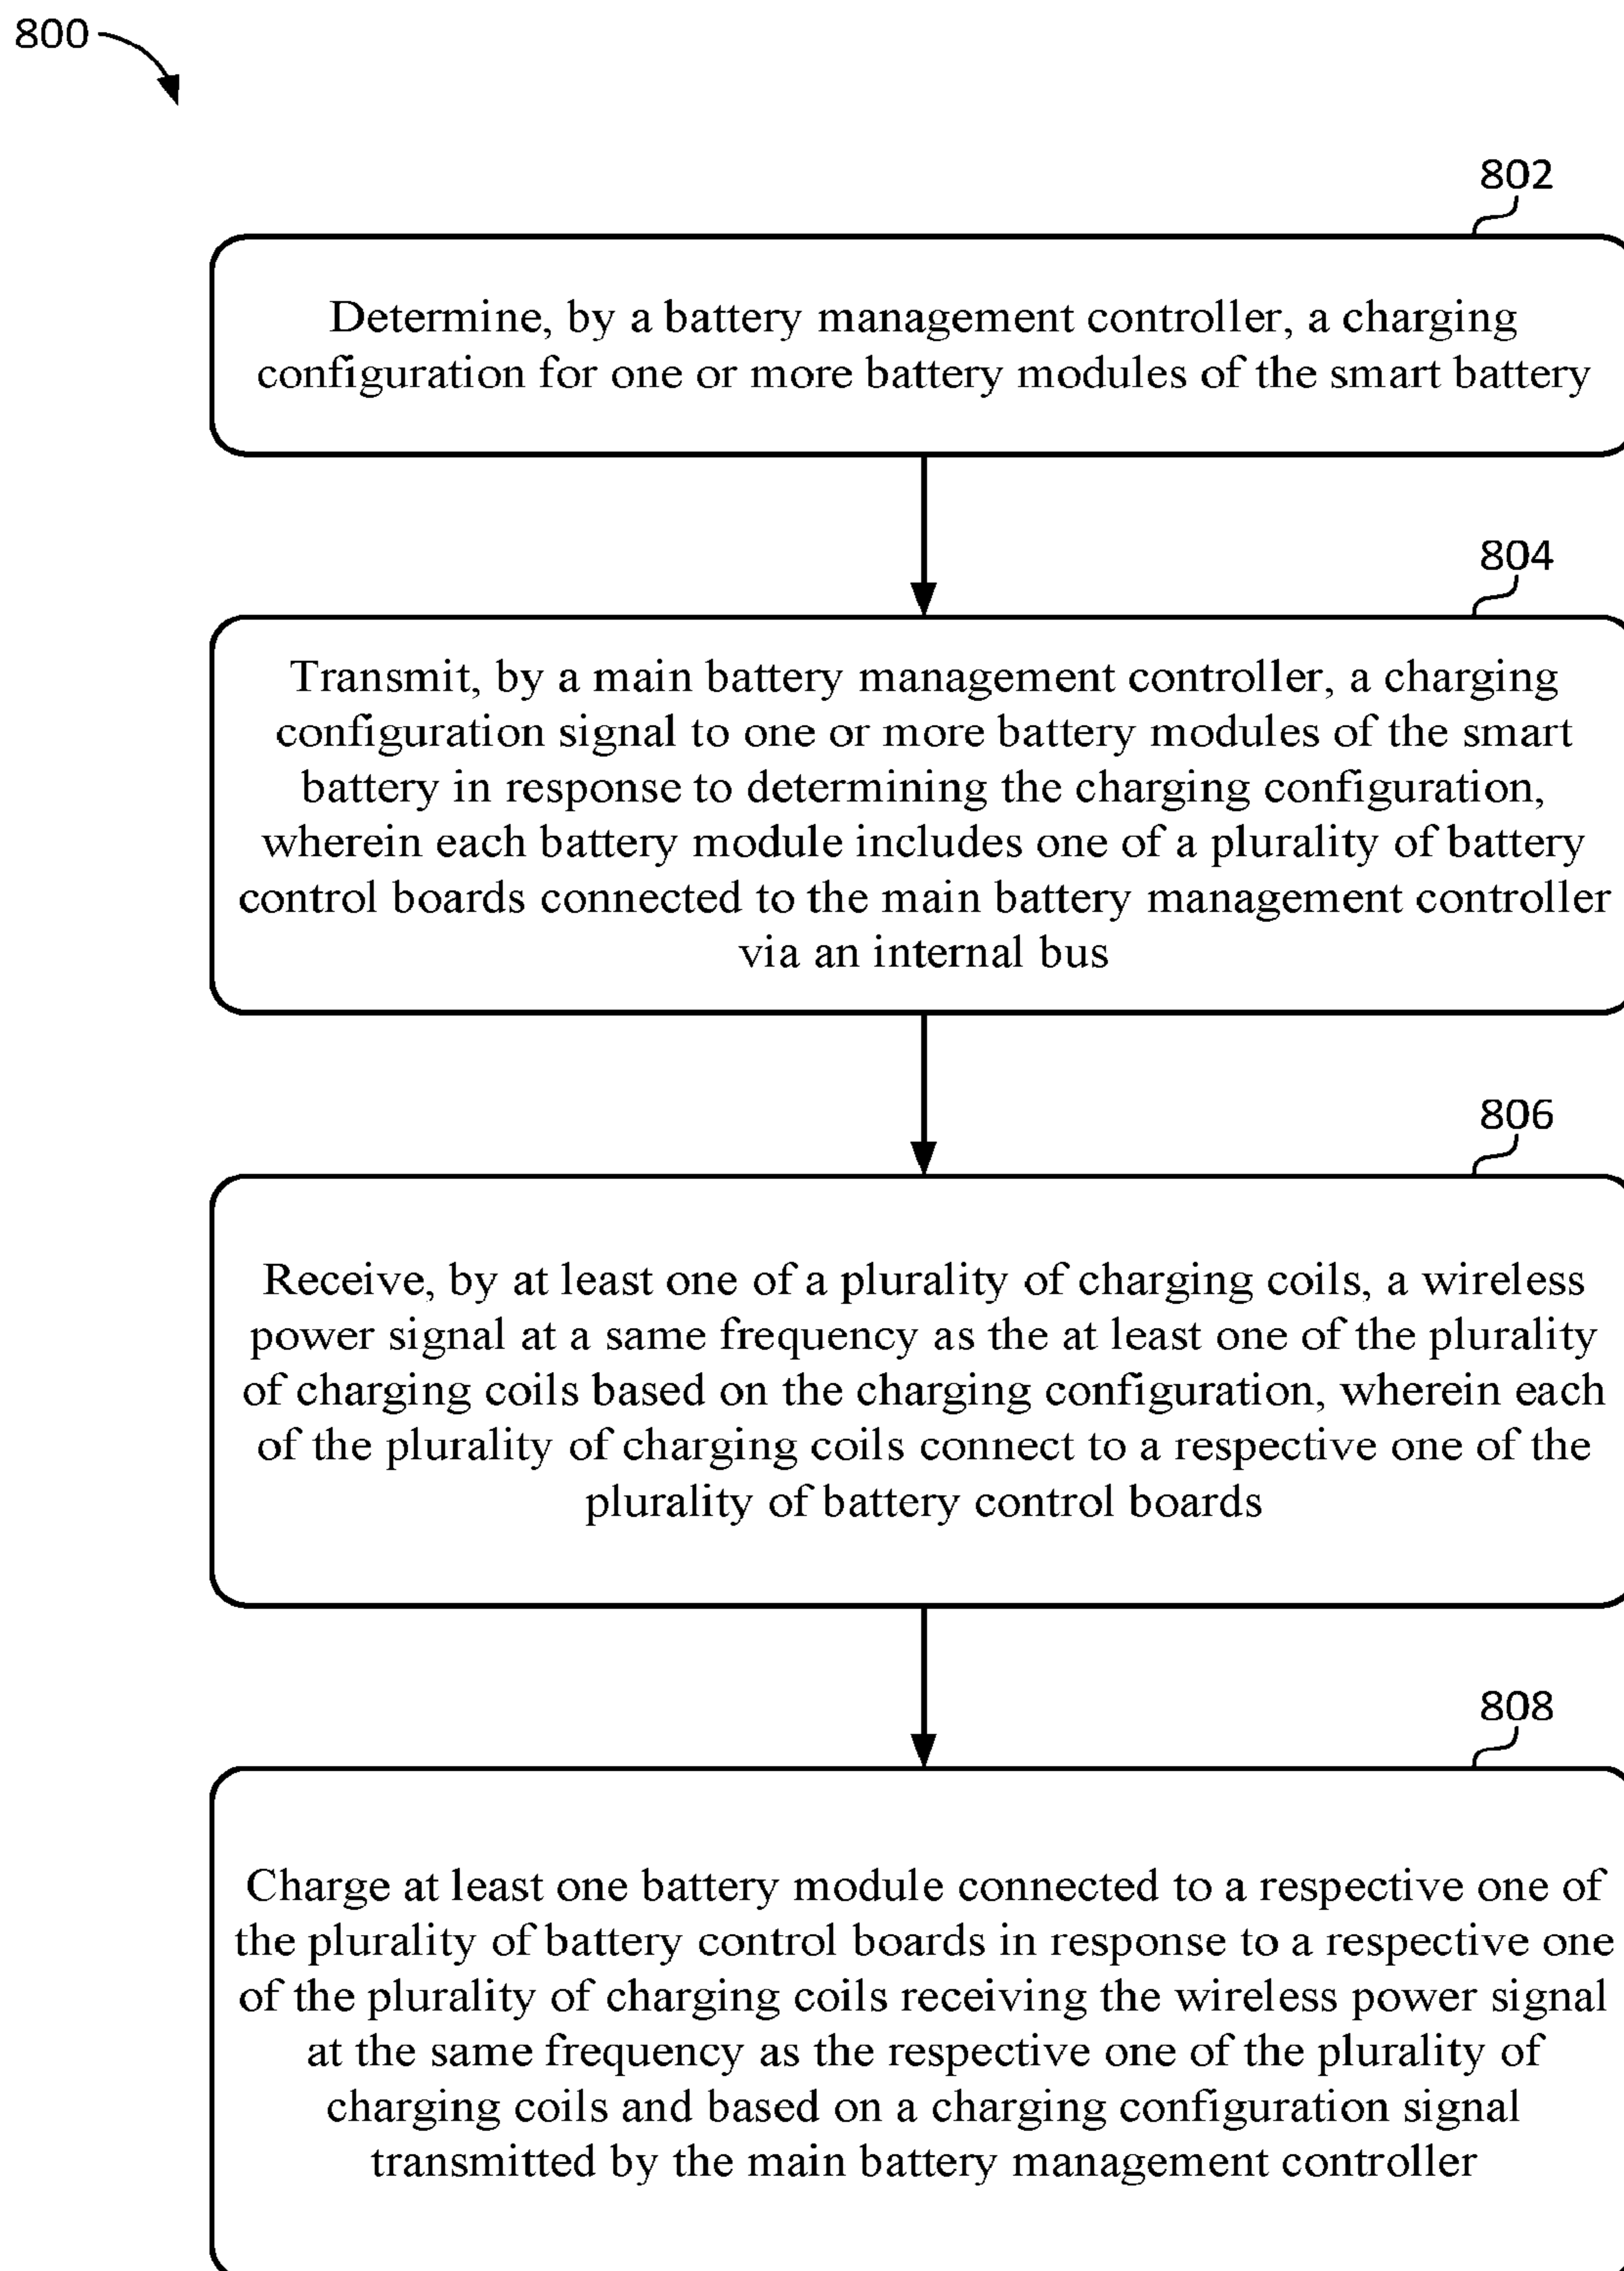 800
802
Determine, by a battery management controller, a charging
configuration for one or more battery modules of the smart battery
804
Transmit, by a main battery management controller, a charging
configuration signal to one or more battery modules of the smart
battery in response to determining the charging configuration,
wherein each battery module includes one of a plurality of battery
control boards connected to the main battery management controller
via an internal bus
806
Receive, by at least one of a plurality of charging coils, a wireless
power signal at a same frequency as the at least one of the plurality
of charging coils based on the charging configuration, wherein each
of the plurality of charging coils connect to a respective one of the
plurality of battery control boards
808
Charge at least one battery module connected to a respective one of
the plurality of battery control boards in response to a respective one
of the plurality of charging coils receiving the wireless power signal
at the same frequency as the respective one of the plurality of
charging coils and based on a charging configuration signal
transmitted by the main battery management controller